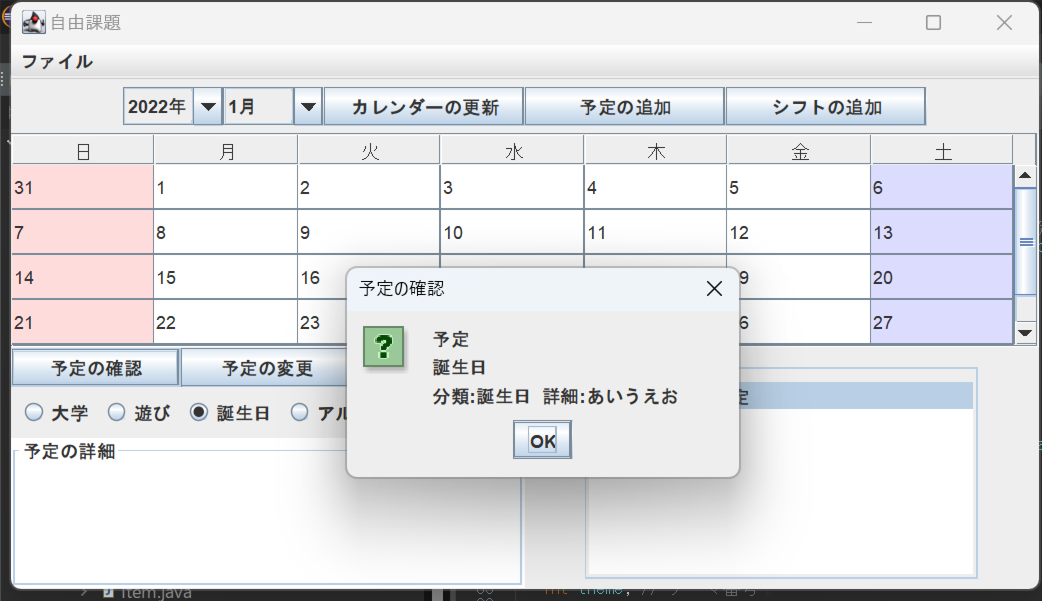 自由課題
ファイル
2022年 1月 カレンダーの更新 予定の追加 シフトの追加
日 月 火 水 木 金 土
31 1 2 3 4 5 6
7 8 9 10 11 12 13
14 15 16 20
21 22 23 27
予定の確認
予定
誕生日
分類:誕生日 詳細:あいうえお
OK
予定の確認 予定の変更
大学 遊び 誕生日
予定の詳細
Item.java